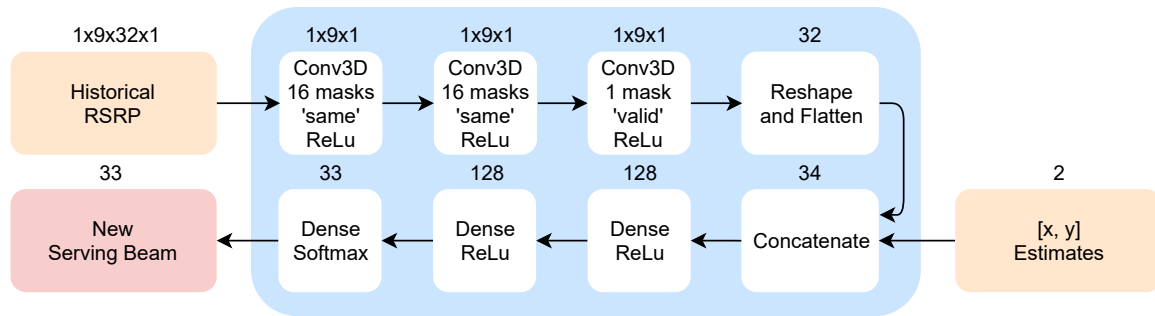 1x9x32x1
Historical
RSRP
1x9x1
Conv3D
16 masks
'same'
ReLu
1x9x1
Conv3D
16 masks
'same'
ReLu
1x9x1
Conv3D
1 mask
'valid'
ReLu
32
Reshape
and Flatten
2
[x, y]
Estimates
34
Concatenate
128
Dense
ReLu
128
Dense
ReLu
33
Dense
Softmax
33
New
Serving Beam